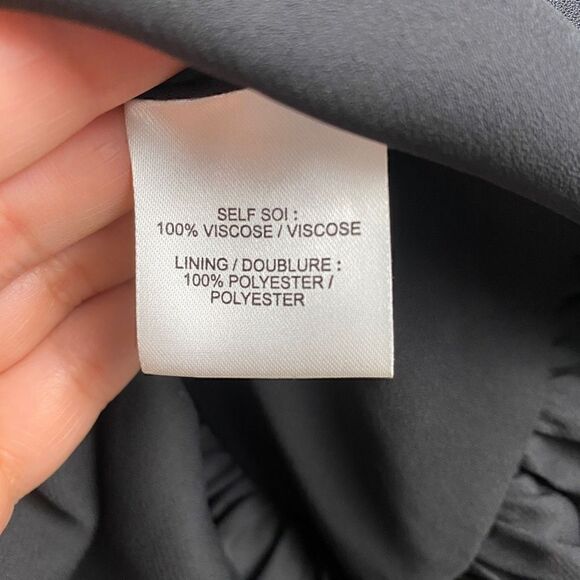 SELF SOI :
100% VISCOSE / VISCOSE
LINING / DOUBLURE :
100% POLYESTER /
POLYESTER